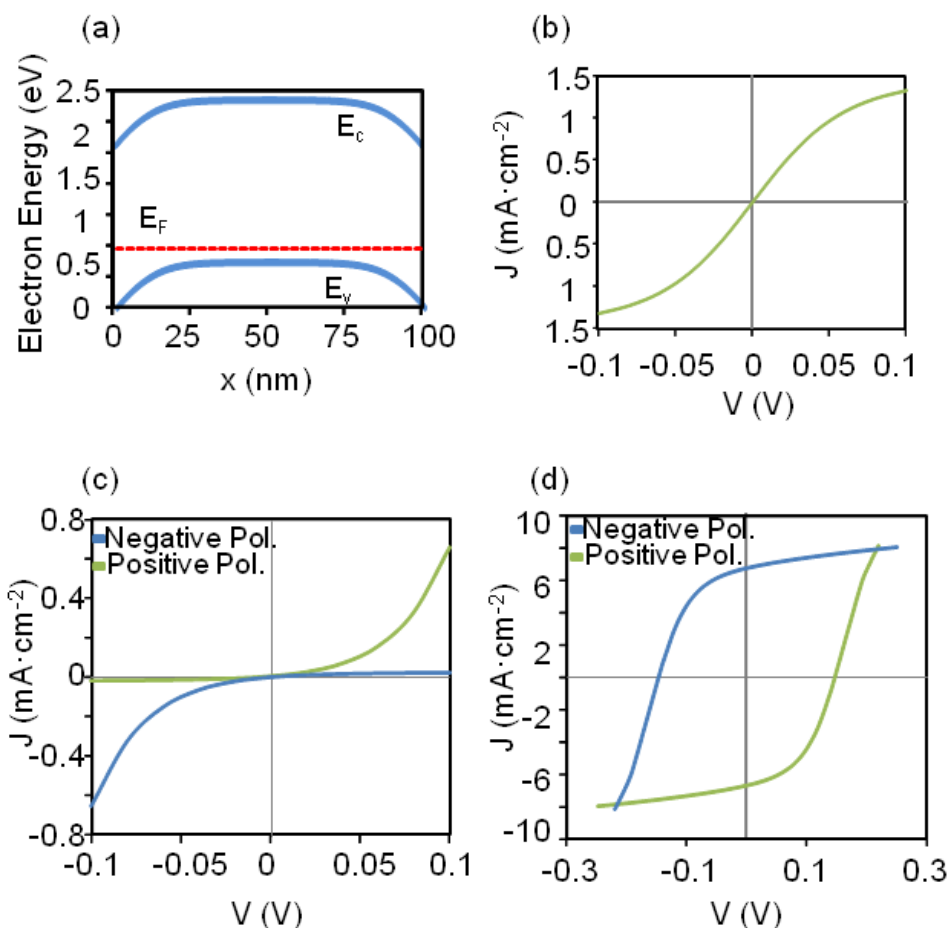 (a)
Electron Energy (eV)
2.5
2
1.5
1
0.5
0
E_c
E_F
E_v
0 25 50 75 100
x (nm)
(b)
J (mA·cm⁻²)
1.5
1
0.5
0
0.5
1
1.5
-0.1 -0.05 0 0.05 0.1
V (V)
(c)
J (mA·cm⁻²)
0.8
0.4
0
-0.4
-0.8
Negative Pol.
Positive Pol.
-0.1 -0.05 0 0.05 0.1
V (V)
(d)
J (mA·cm⁻²)
10
6
2
-2
-6
-10
Negative Pol.
Positive Pol.
-0.3 -0.1 0.1 0.3
V (V)